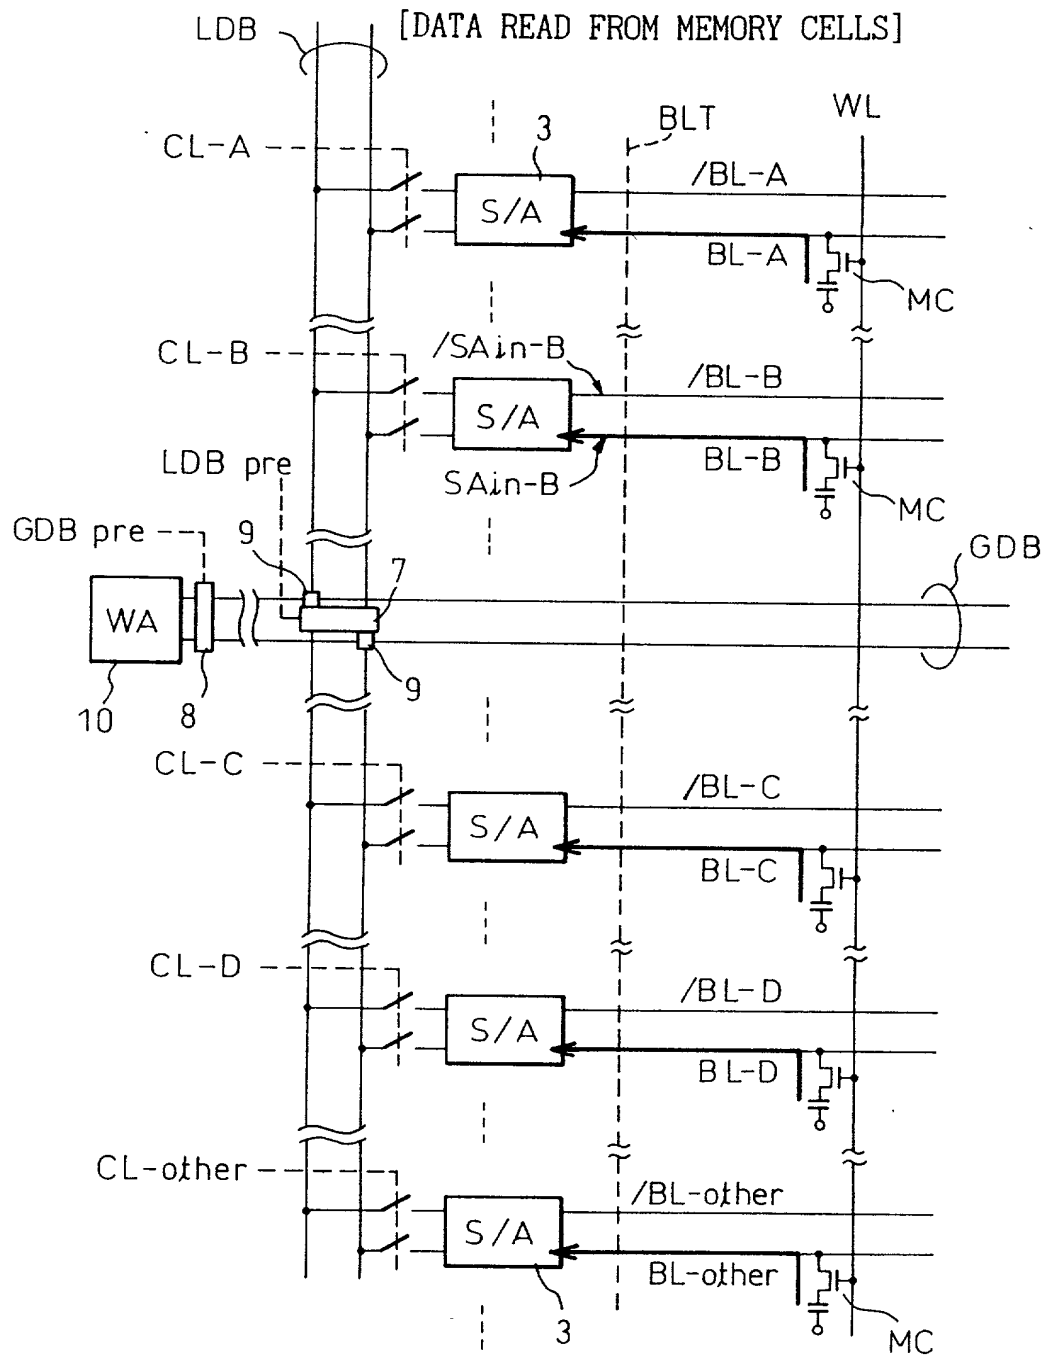 LDB [DATA READ FROM MEMORY CELLS]
WL
BLT
3
CL-A
/BL-A
S/A
BL-A
MC
/SAin-B
CL-B
/BL-B
S/A
BL-B
LDB pre
SAin-B
MC
GDB pre
9
7
GDB
WA
9
10
8
CL-C
/BL-C
S/A
BL-C
CL-D
/BL-D
S/A
BL-D
CL-other
/BL-other
S/A
BL-other
3
MC